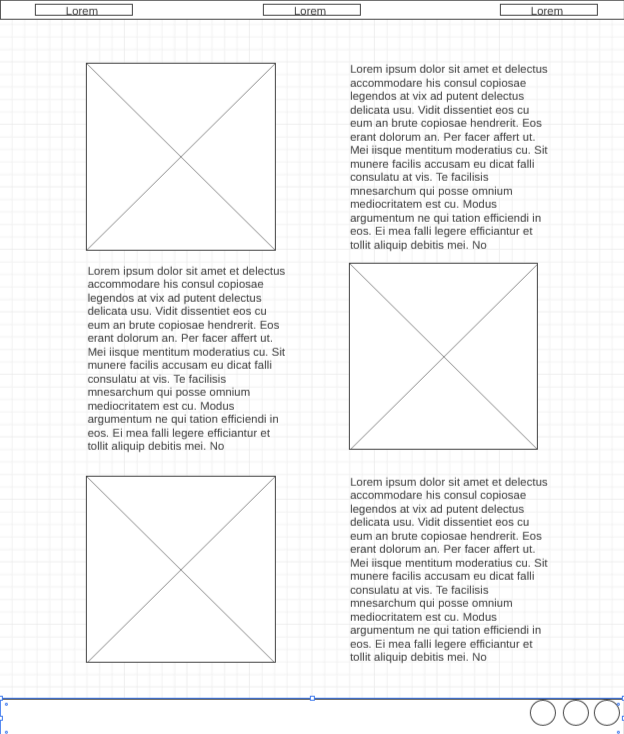 Lorem
Lorem
Lorem
Lorem ipsum dolor sit amet et delectus
accommodare his consul copiosae
legendos at vix ad putent delectus
delicata usu. Vidit dissentiet eos cu
eum an brute copiosae hendrerit. Eos
erant dolorum an. Per facer affert ut.
Mei iisque mentitum moderatius cu. Sit
munere facilis accusam eu dicat falli
consulatu at vis. Te facilisis
mnesarchum qui posse omnium
mediocritatem est cu. Modus
argumentum ne qui tation efficiendi in
eos. Ei mea falli legere efficiantur et
tollit aliquip debitis mei. No
Lorem ipsum dolor sit amet et delectus
accommodare his consul copiosae
legendos at vix ad putent delectus
delicata usu. Vidit dissentiet eos cu
eum an brute copiosae hendrerit. Eos
erant dolorum an. Per facer affert ut.
Mei iisque mentitum moderatius cu. Sit
munere facilis accusam eu dicat falli
consulatu at vis. Te facilisis
mnesarchum qui posse omnium
mediocritatem est cu. Modus
argumentum ne qui tation efficiendi in
eos. Ei mea falli legere efficiantur et
tollit aliquip debitis mei. No
Lorem ipsum dolor sit amet et delectus
accommodare his consul copiosae
legendos at vix ad putent delectus
delicata usu. Vidit dissentiet eos cu
eum an brute copiosae hendrerit. Eos
erant dolorum an. Per facer affert ut.
Mei iisque mentitum moderatius cu. Sit
munere facilis accusam eu dicat falli
consulatu at vis. Te facilisis
mnesarchum qui posse omnium
mediocritatem est cu. Modus
argumentum ne qui tation efficiendi in
eos. Ei mea falli legere efficiantur et
tollit aliquip debitis mei. No